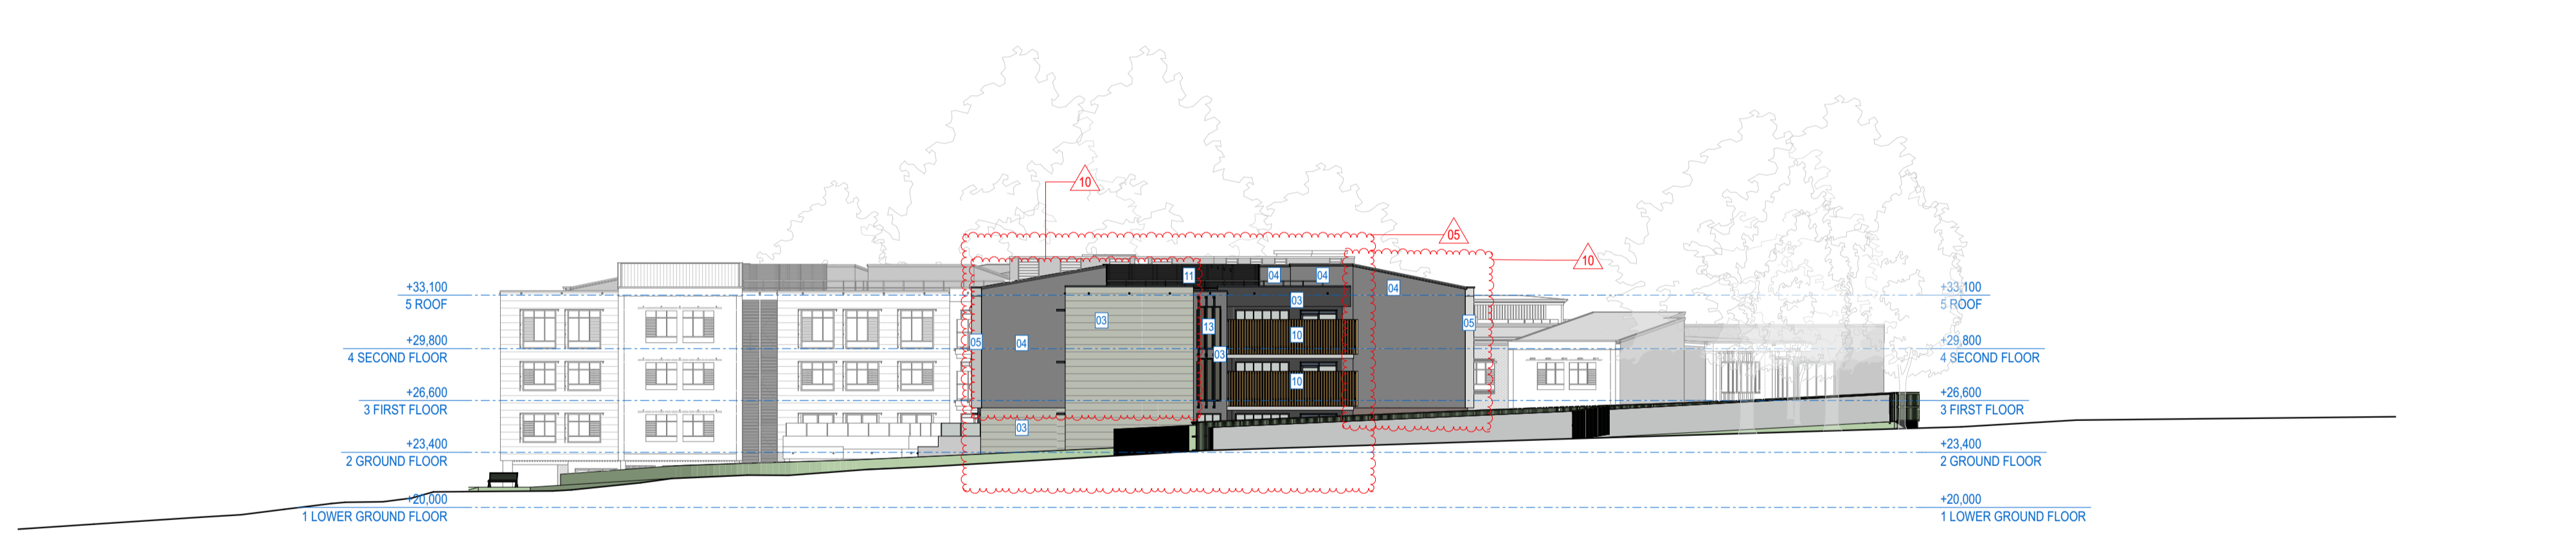 10
05
10
+33,100
5 ROOF
11
04
04
04
03
+33,100
5 ROOF
03
13
10
05
+29,800
4 SECOND FLOOR
05
04
03
+29,800
4 SECOND FLOOR
10
+26,600
3 FIRST FLOOR
+26,600
3 FIRST FLOOR
03
+23,400
2 GROUND FLOOR
+23,400
2 GROUND FLOOR
+20,000
1 LOWER GROUND FLOOR
+20,000
1 LOWER GROUND FLOOR